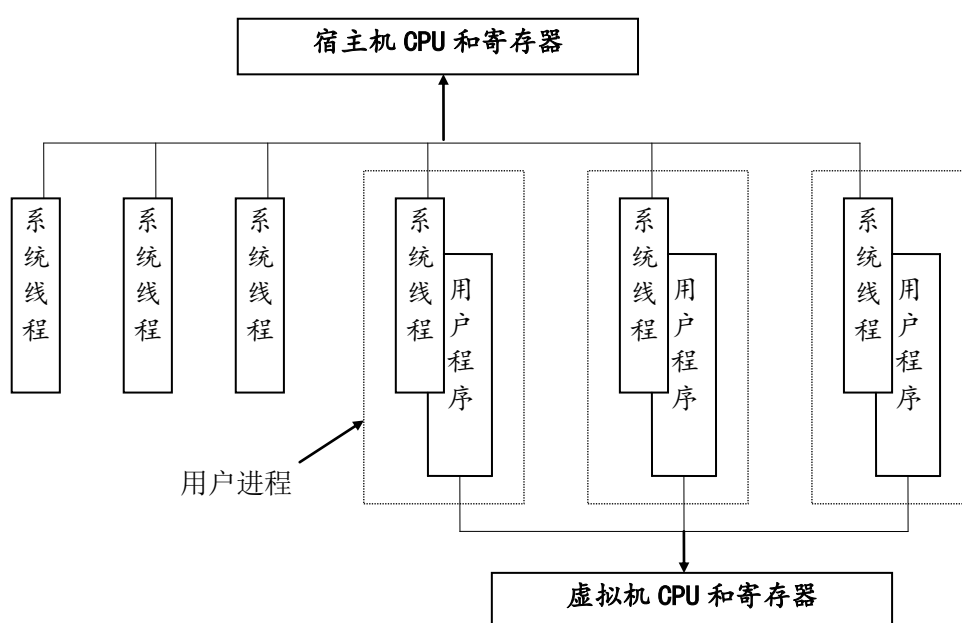 宿主机 CPU 和寄存器
系统线程
系统线程
系统线程
系统线程
用户程序
系统线程
用户程序
系统线程
用户程序
用户进程
虚拟机 CPU 和寄存器